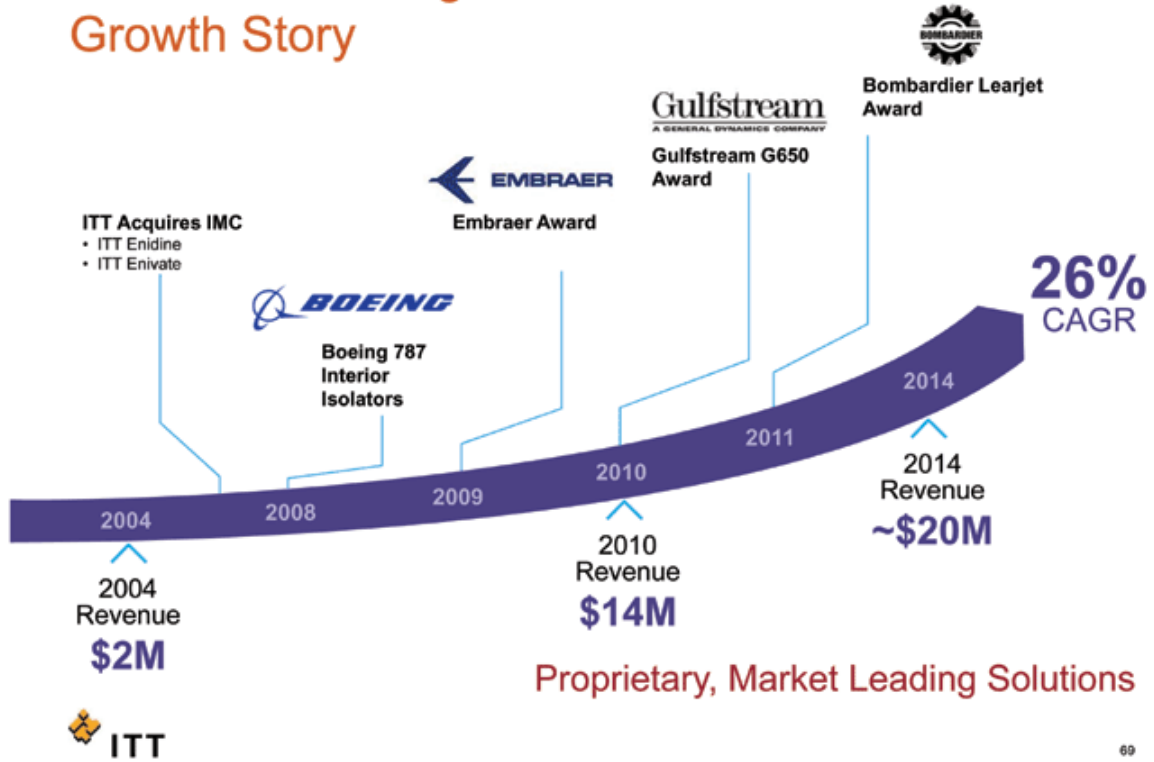 Growth Story
BOMBARDIER
Bombardier Learjet
Award
Gulfstream
A GENERAL DYNAMICS COMPANY
Gulfstream G650
Award
EMBRAER
Embraer Award
ITT Acquires IMC
• ITT Enidine
• ITT Enivate
BOEING
Boeing 787
Interior
Isolators
26%
CAGR
2004
2008
2009
2010
2011
2014
2004
Revenue
$2M
2010
Revenue
$14M
2014
Revenue
~$20M
Proprietary, Market Leading Solutions
ITT
69